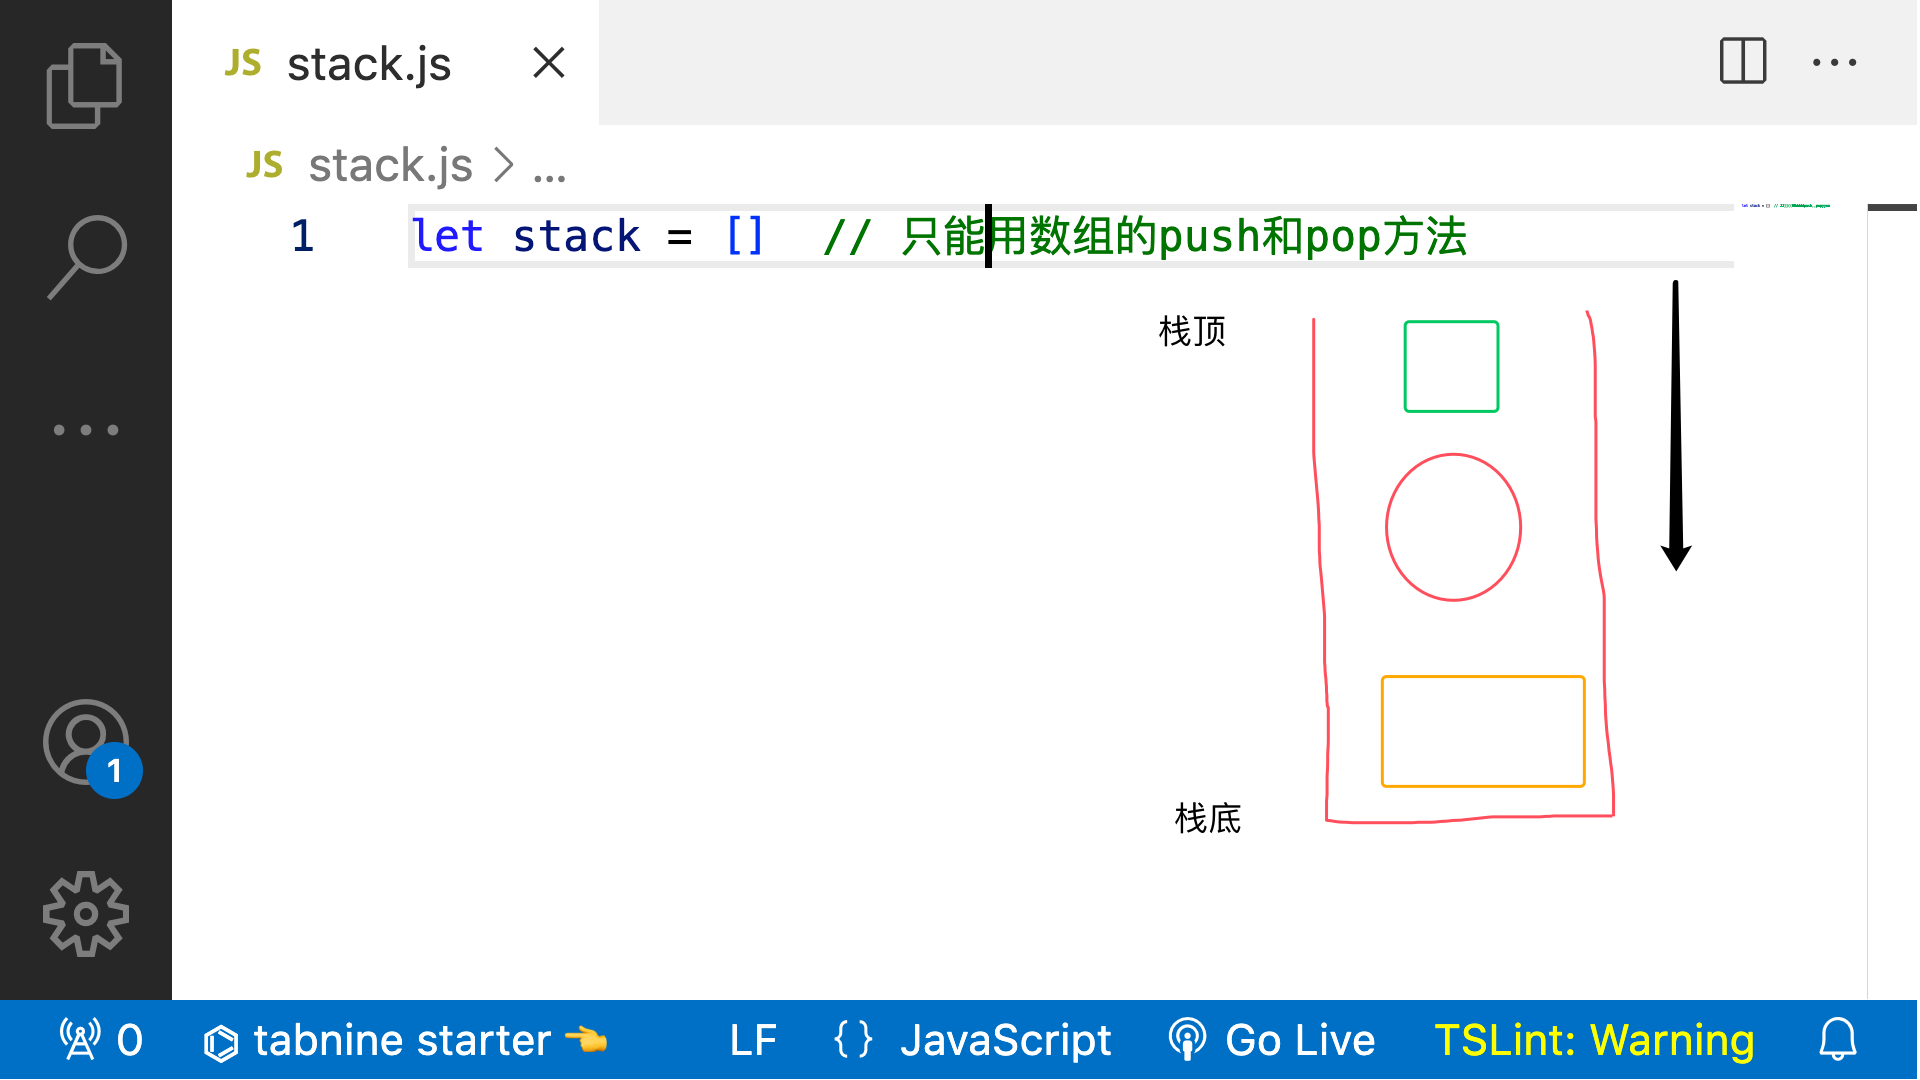 JS stack.js
JS stack.js > ...
1 let stack = []  // 只能用数组的push和pop方法
栈顶
栈底
1
0 tabnine starter LF {} JavaScript Go Live TSLint: Warning